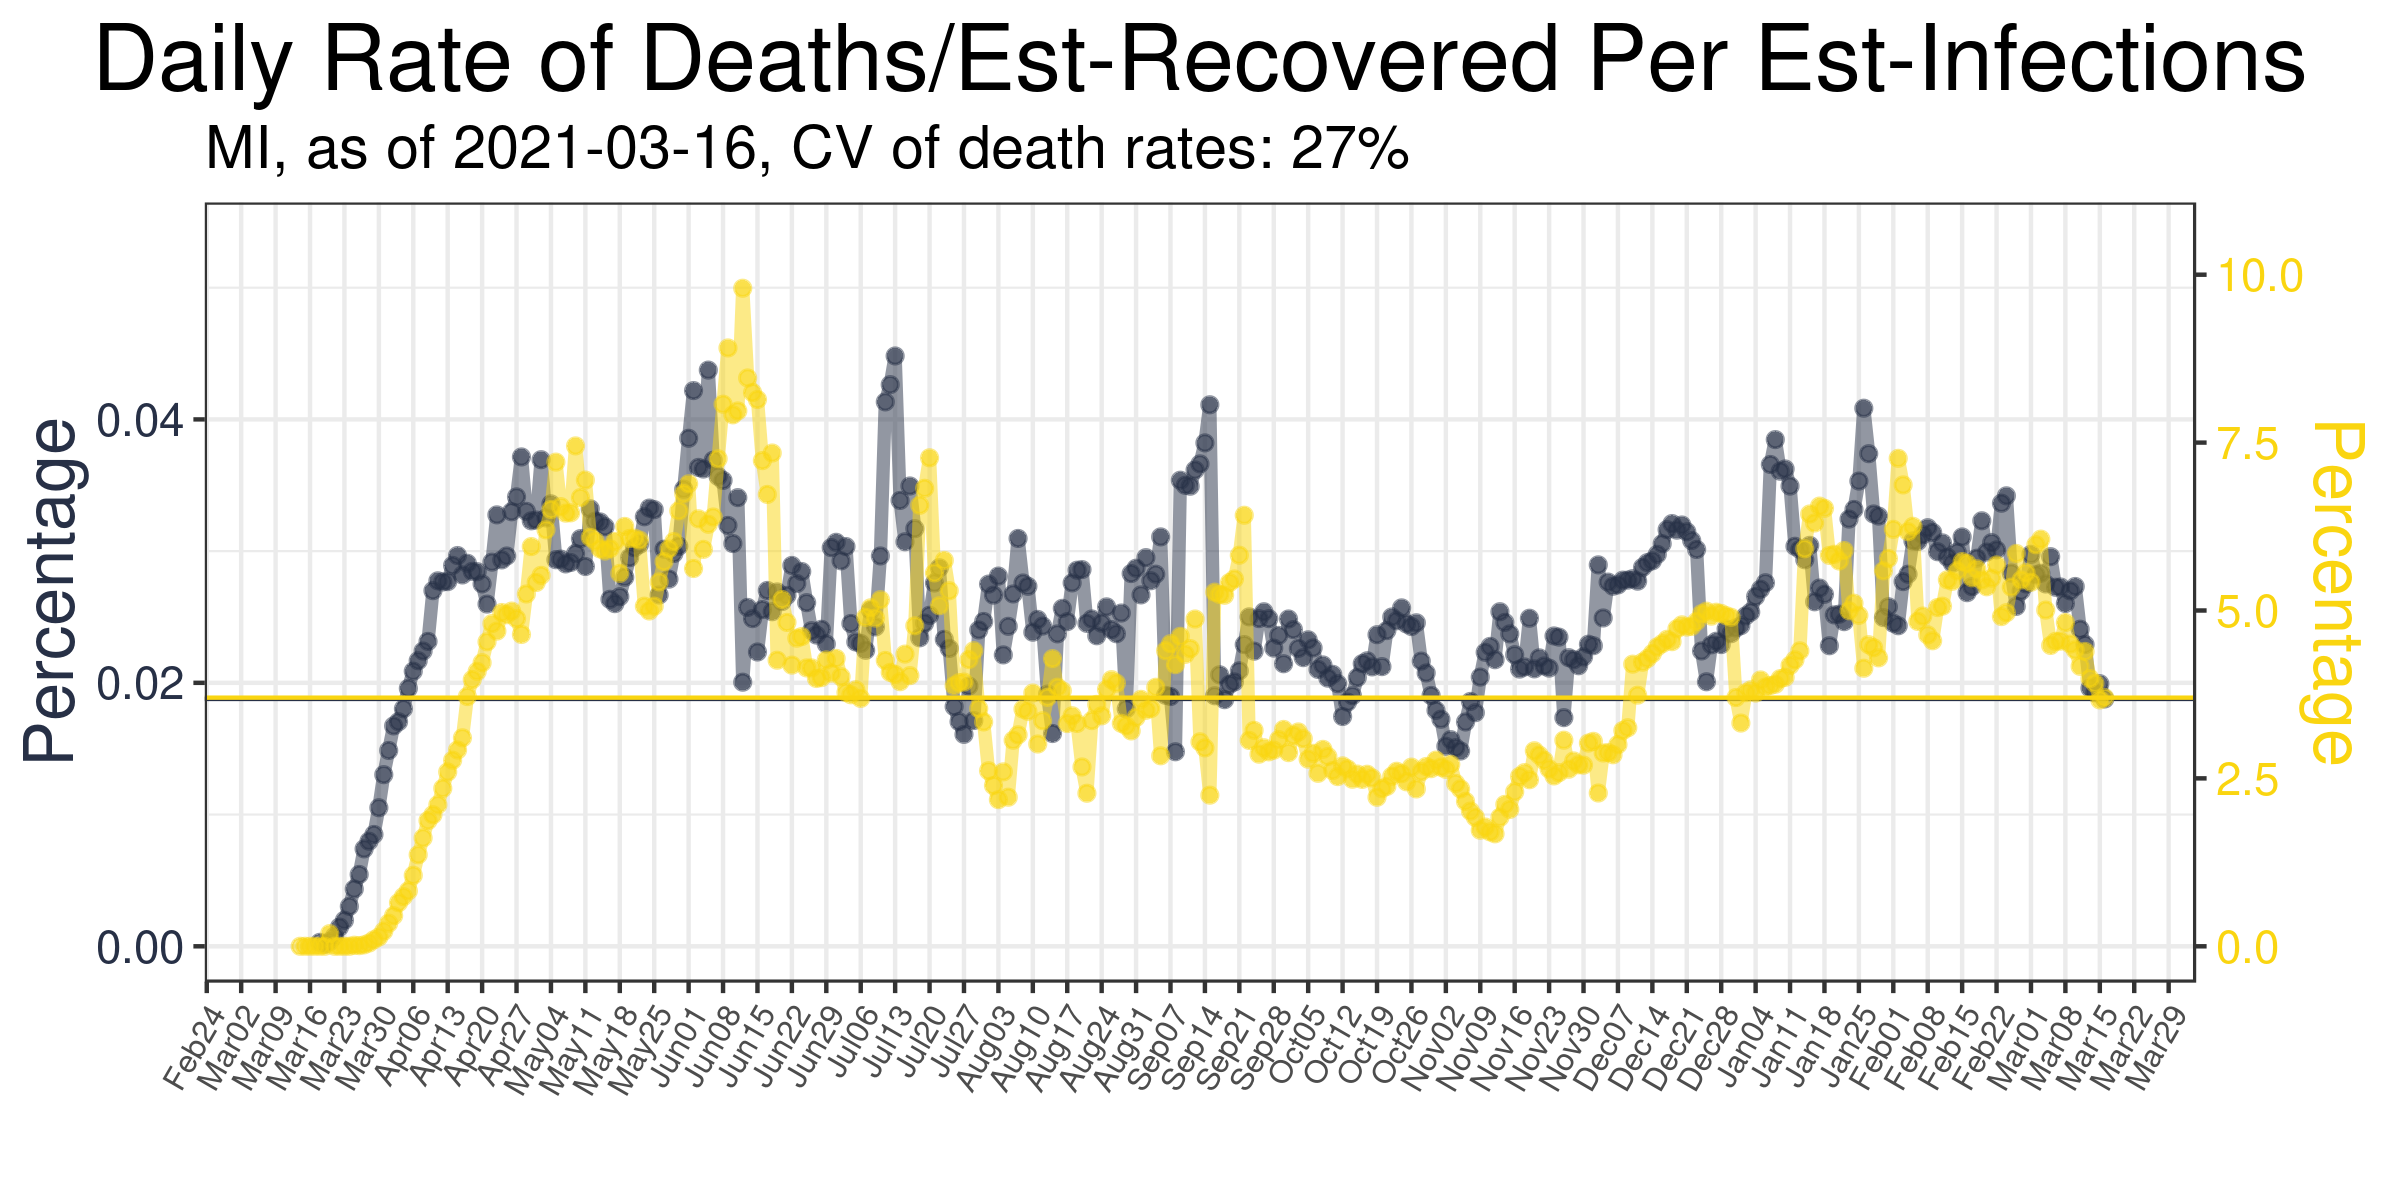 Daily Rate of Deaths/Est-Recovered Per Est-Infections
MI, as of 2021-03-16, CV of death rates: 27%
Percentage
0.04
0.02
0.00
10.0
7.5
5.0
2.5
0.0
Percentage
Feb24
Mar02
Mar09
Mar16
Mar23
Mar30
Apr06
Apr13
Apr20
Apr27
May04
May11
May18
May25
Jun01
Jun08
Jun15
Jun22
Jun29
Jul06
Jul13
Jul20
Jul27
Aug03
Aug10
Aug17
Aug24
Aug31
Sep07
Sep14
Sep21
Sep28
Oct05
Oct12
Oct19
Oct26
Nov02
Nov09
Nov16
Nov23
Nov30
Dec07
Dec14
Dec21
Dec28
Jan04
Jan11
Jan18
Jan25
Feb01
Feb08
Feb15
Feb22
Mar01
Mar08
Mar15
Mar22
Mar29